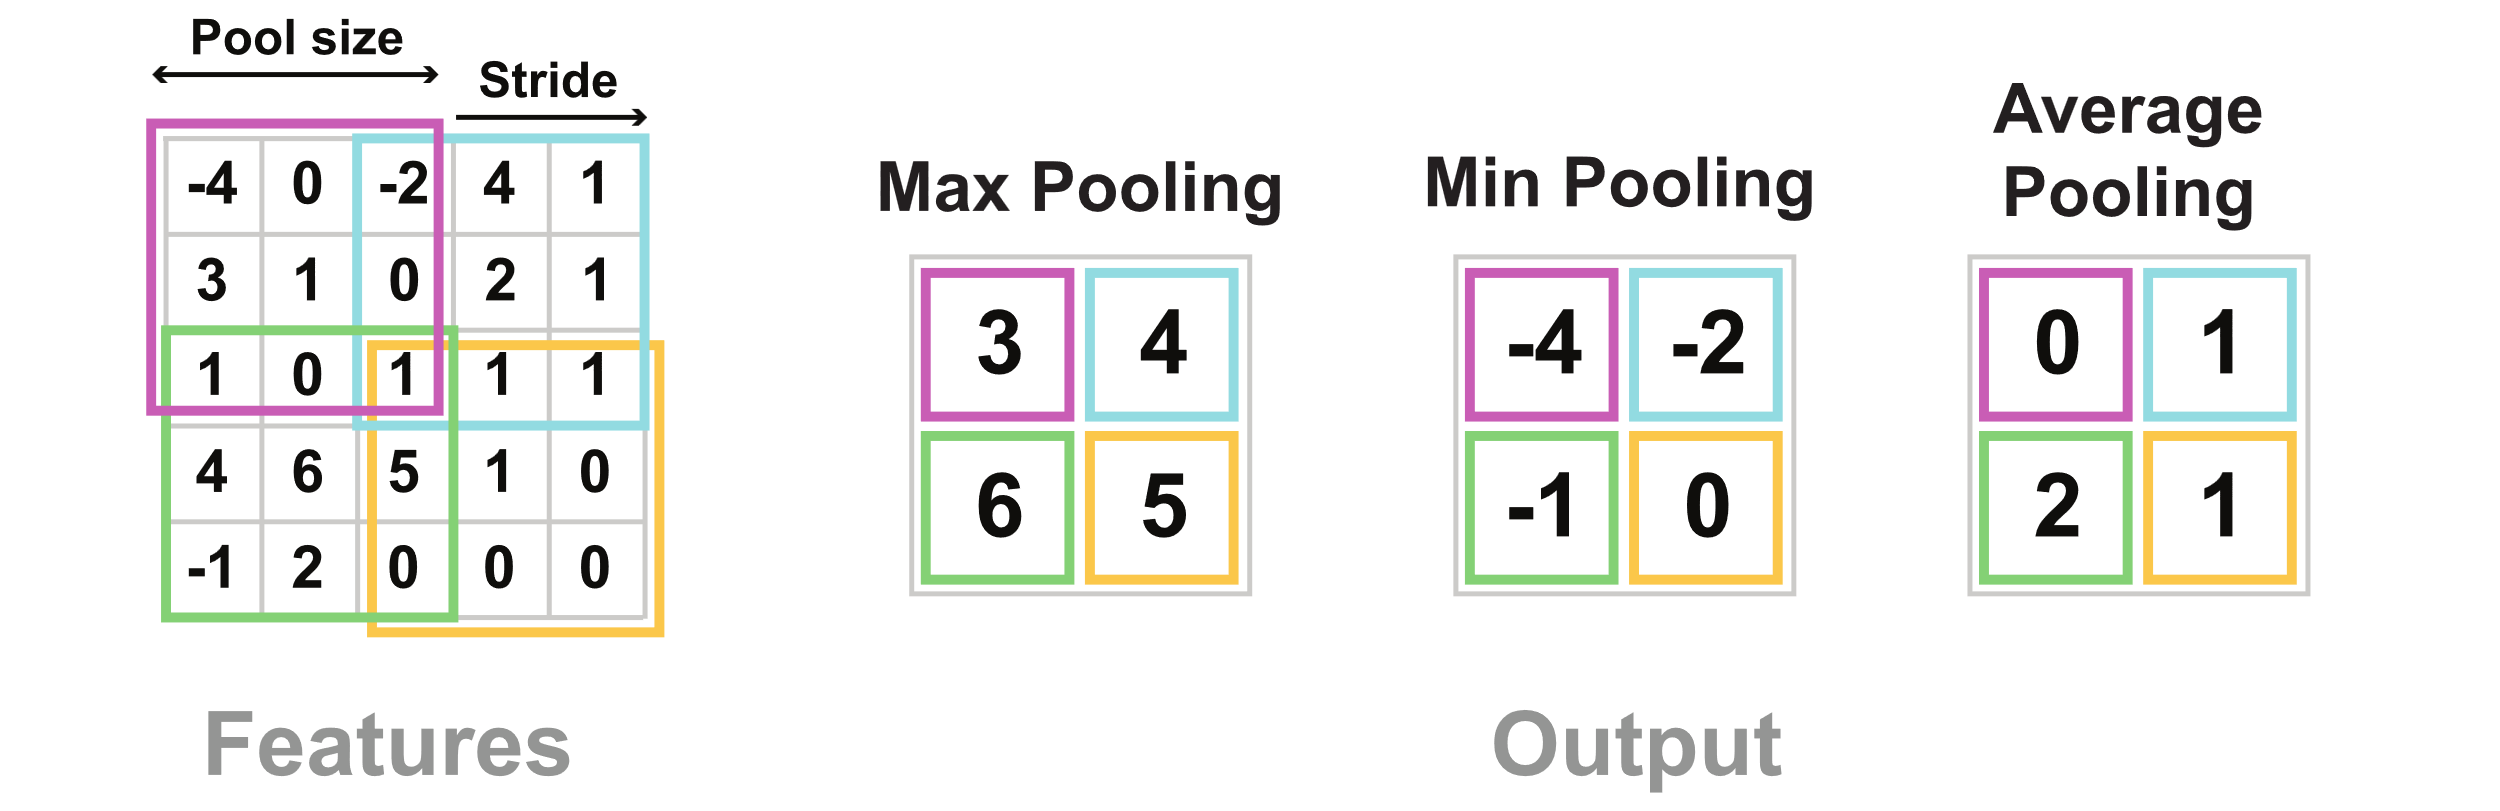 Pool size
Stride
-4 0 -2 4 1
3 1 0 2 1
1 0 1 1 1
4 6 5 1 0
-1 2 0 0 0
Features
Max Pooling
3 4
6 5
Min Pooling
-4 -2
-1 0
Average
Pooling
0 1
2 1
Output